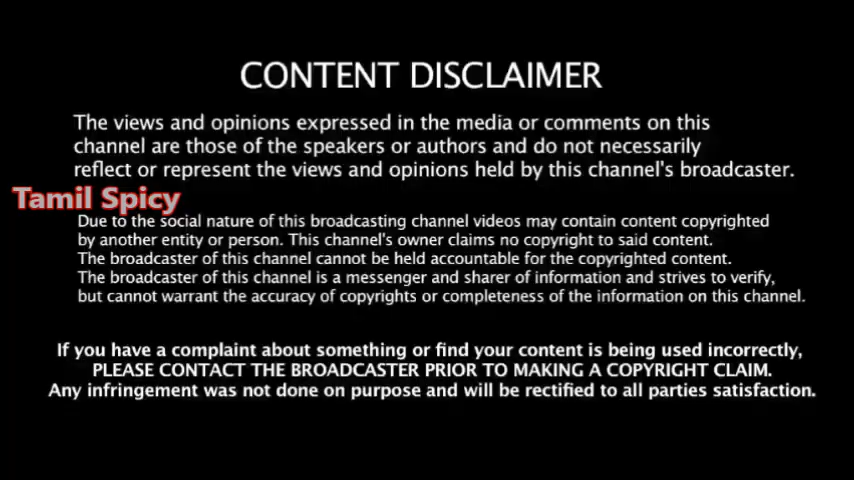 CONTENT DISCLAIMER
The views and opinions expressed in the media or comments on this
channel are those of the speakers or authors and do not necessarily
reflect or represent the views and opinions held by this channel's broadcaster.
Tamil Spicy
Due to the social nature of this broadcasting channel videos may contain content copyrighted
by another entity or person. This channel's owner claims no copyright to said content.
The broadcaster of this channel cannot be held accountable for the copyrighted content.
The broadcaster of this channel is a messenger and sharer of information and strives to verify,
but cannot warrant the accuracy of copyrights or completeness of the information on this channel.
If you have a complaint about something or find your content is being used incorrectly,
PLEASE CONTACT THE BROADCASTER PRIOR TO MAKING A COPYRIGHT CLAIM.
Any infringement was not done on purpose and will be rectified to all parties satisfaction.